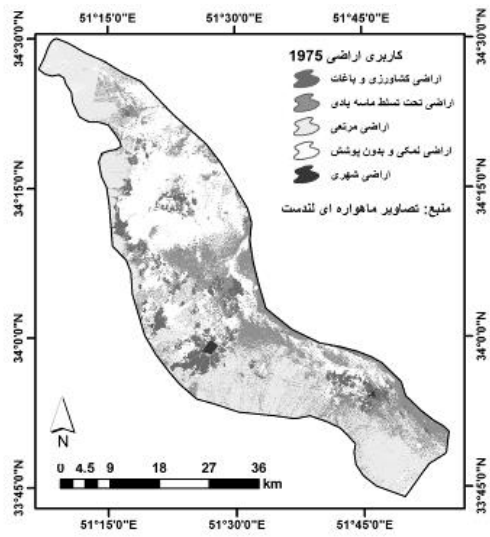 51°15'0"E 51°30'0"E 51°45'0"E
34°30'0"N 34°30'0"N
کاربری اراضی 1975
اراضی کشاورزی و باغات
اراضی تحت تسلط ماسه بادی
اراضی مرتعی
اراضی نمکی و بدون پوشش
اراضی شهری
34°15'0"N 34°15'0"N
منبع: تصاویر ماهواره ای لندست
34°0'0"N 34°0'0"N
N
0 4.5 9 18 27 36
km
33°45'0"N 33°45'0"N
51°15'0"E 51°30'0"E 51°45'0"E